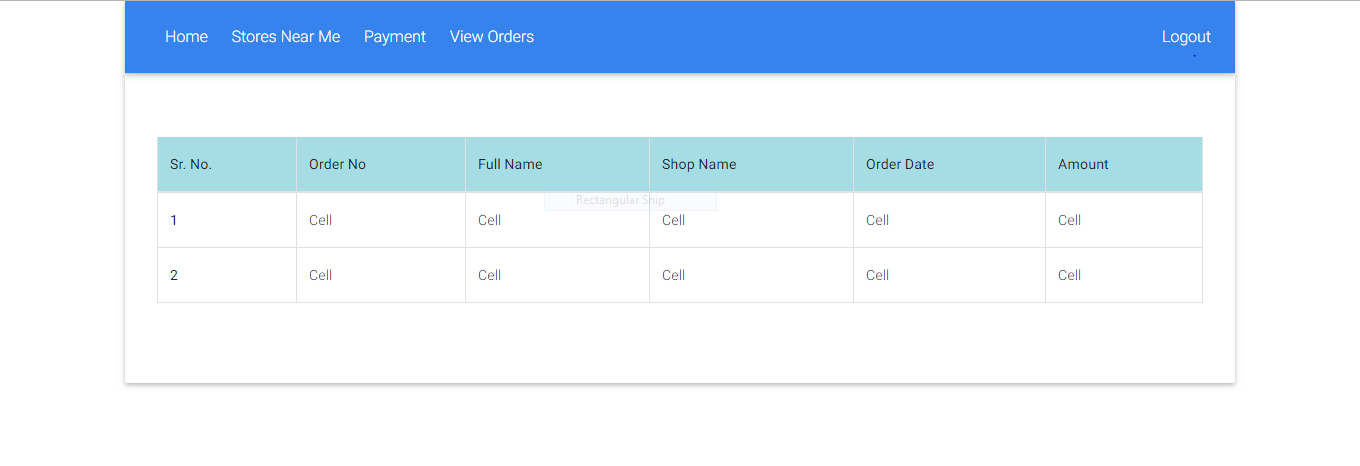 Home Stores Near Me Payment View Orders Logout
Sr. No. Order No Full Name Shop Name Order Date Amount
Rectangular Snip
1 Cell Cell Cell Cell Cell
2 Cell Cell Cell Cell Cell